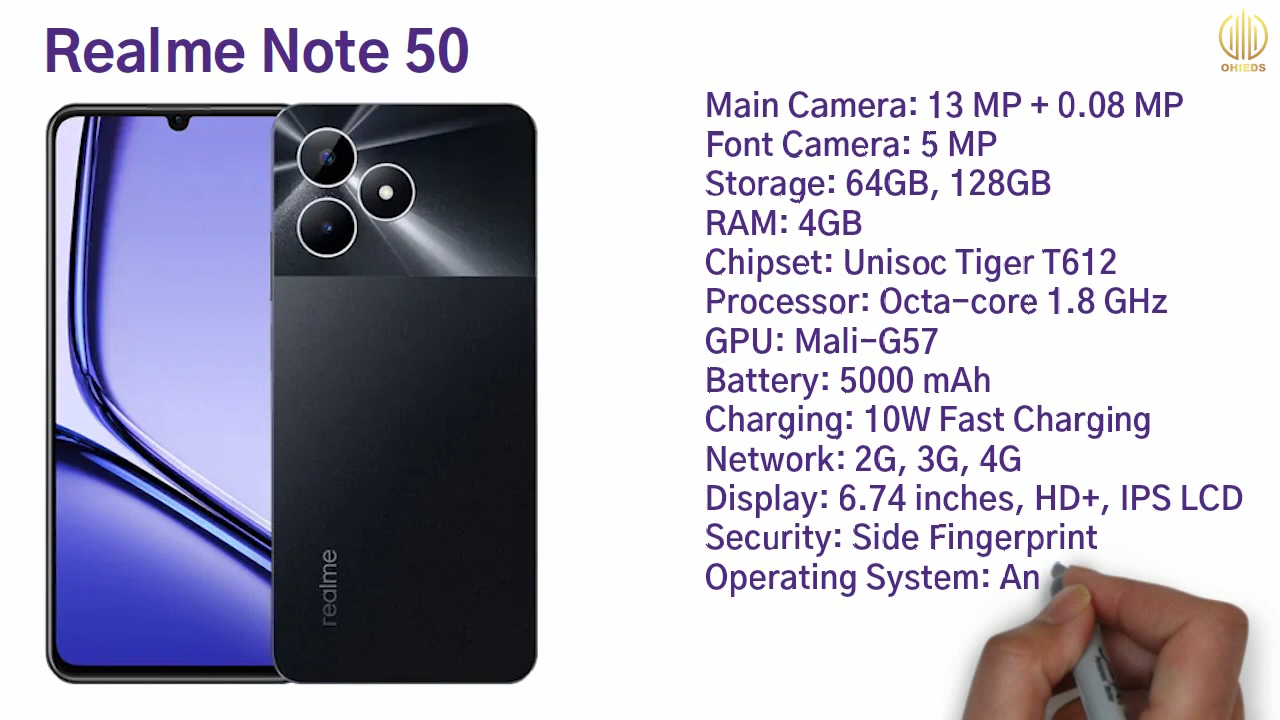 Realme Note 50
OHIEDS
Main Camera: 13 MP + 0.08 MP
Font Camera: 5 MP
Storage: 64GB, 128GB
RAM: 4GB
Chipset: Unisoc Tiger T612
Processor: Octa-core 1.8 GHz
GPU: Mali-G57
Battery: 5000 mAh
Charging: 10W Fast Charging
Network: 2G, 3G, 4G
Display: 6.74 inches, HD+, IPS LCD
Security: Side Fingerprint
Operating System: An
realme